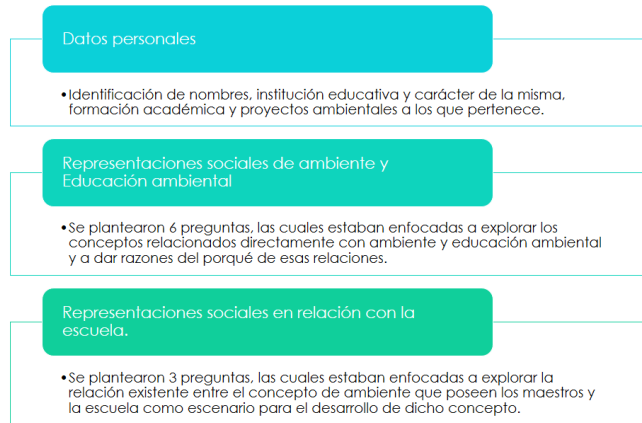 Datos personales
•Identificación de nombres, institución educativa y carácter de la misma,
formación académica y proyectos ambientales a los que pertenece.
Representaciones sociales de ambiente y
Educación ambiental
•Se plantearon 6 preguntas, las cuales estaban enfocadas a explorar los
conceptos relacionados directamente con ambiente y educación ambiental
y a dar razones del porqué de esas relaciones.
Representaciones sociales en relación con la
escuela.
•Se plantearon 3 preguntas, las cuales estaban enfocadas a explorar la
relación existente entre el concepto de ambiente que poseen los maestros y
la escuela como escenario para el desarrollo de dicho concepto.